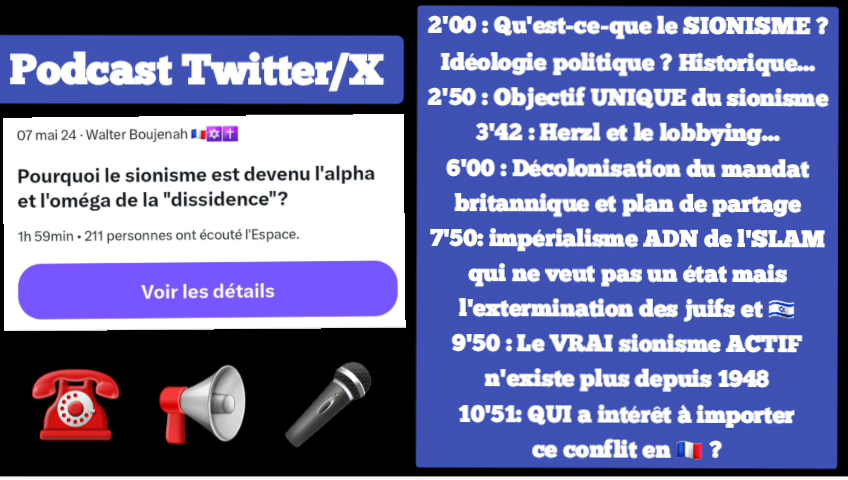 Podcast Twitter/X
07 mai 24 · Walter Boujenah 🇫🇷✡️✝️
Pourquoi le sionisme est devenu l'alpha
et l'oméga de la "dissidence"?
1h 59min • 211 personnes ont écouté l'Espace.
Voir les détails
2'00 : Qu'est-ce-que le SIONISME ?
Idéologie politique ? Historique...
2'50 : Objectif UNIQUE du sionisme
3'42 : Herzl et le lobbying...
6'00 : Décolonisation du mandat
britannique et plan de partage
7'50: impérialisme ADN de l'SLAM
qui ne veut pas un état mais
l'extermination des juifs et 🇮🇱
9'50 : Le VRAI sionisme ACTIF
n'existe plus depuis 1948
10'51: QUI a intérêt à importer
ce conflit en 🇫🇷 ?